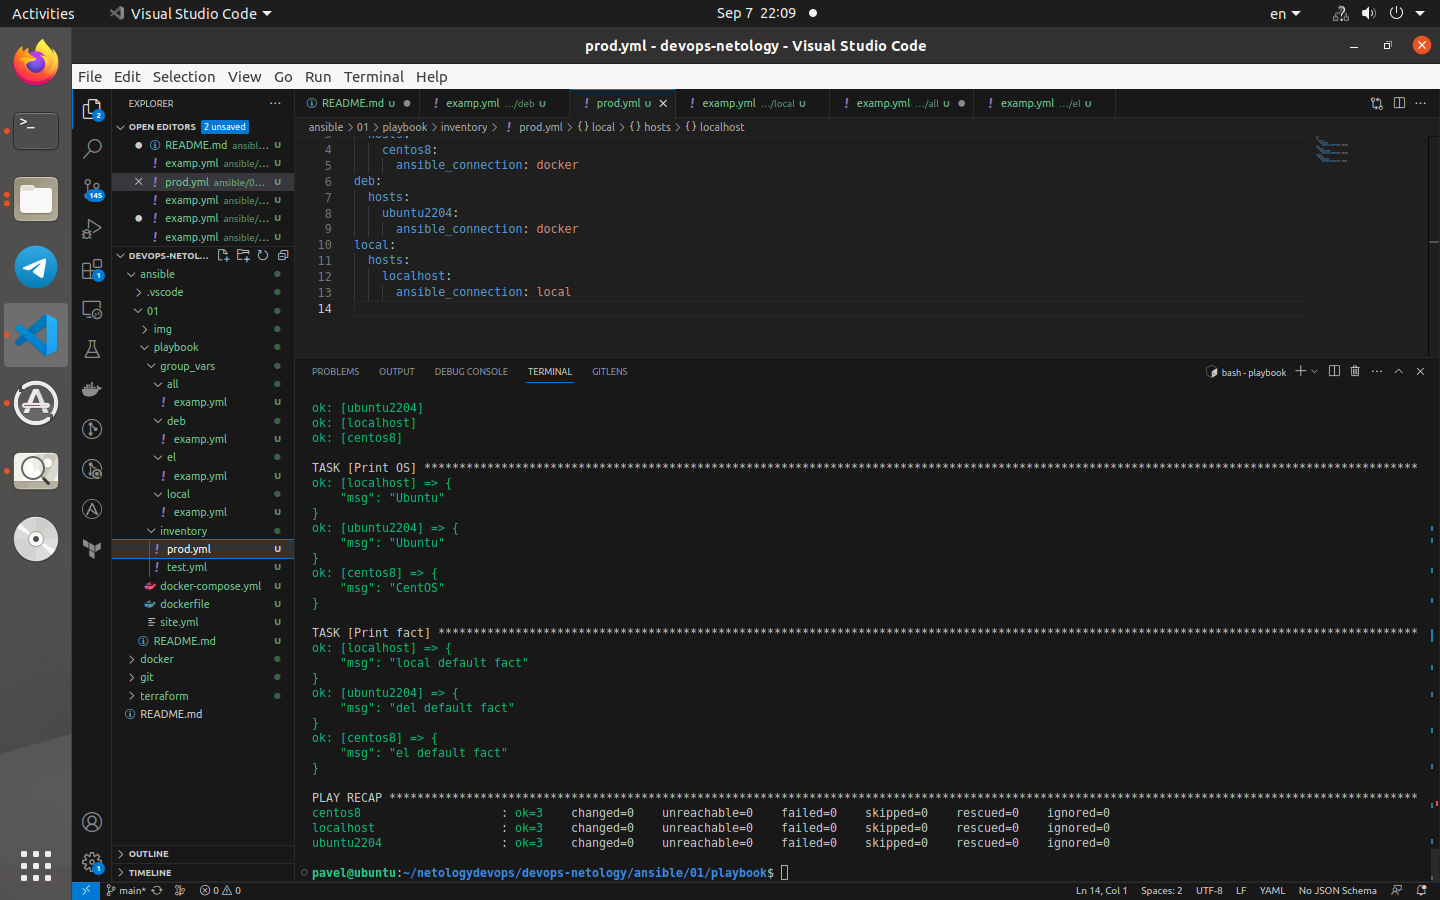 Activities
Visual Studio Code
Sep 7 22:09
en
prod.yml - devops-netology - Visual Studio Code
File Edit Selection View Go Run Terminal Help
EXPLORER
OPEN EDITORS 2 unsaved
README.md ansibl... U
examp.yml ansible/... U
prod.yml ansible/0... U
examp.yml ansible/... U
examp.yml ansible/... U
examp.yml ansible/... U
DEVOPS-NETOL...
ansible
.vscode
01
img
playbook
group_vars
all
examp.yml U
deb
examp.yml U
el
examp.yml U
local
examp.yml U
inventory
prod.yml U
test.yml U
docker-compose.yml U
dockerfile U
site.yml U
README.md U
docker
git
terraform
README.md
OUTLINE
TIMELINE
2
145
1
1
README.md U
examp.yml .../deb U
prod.yml U
examp.yml .../local U
examp.yml .../all U
examp.yml .../el U
ansible > 01 > playbook > inventory > ! prod.yml > {} local > {} hosts > {} localhost
3 hosts:
4 centos8:
5 ansible_connection: docker
6 deb:
7 hosts:
8 ubuntu2204:
9 ansible_connection: docker
10 local:
11 hosts:
12 localhost:
13 ansible_connection: local
14
PROBLEMS OUTPUT DEBUG CONSOLE TERMINAL GITLENS
bash - playbook
ok: [ubuntu2204]
ok: [localhost]
ok: [centos8]
TASK [Print OS] **********************************************************************************************************************************************
ok: [localhost] => {
"msg": "Ubuntu"
}
ok: [ubuntu2204] => {
"msg": "Ubuntu"
}
ok: [centos8] => {
"msg": "CentOS"
}
TASK [Print fact] ********************************************************************************************************************************************
ok: [localhost] => {
"msg": "local default fact"
}
ok: [ubuntu2204] => {
"msg": "del default fact"
}
ok: [centos8] => {
"msg": "el default fact"
}
PLAY RECAP ***************************************************************************************************************************************************
centos8 : ok=3 changed=0 unreachable=0 failed=0 skipped=0 rescued=0 ignored=0
localhost : ok=3 changed=0 unreachable=0 failed=0 skipped=0 rescued=0 ignored=0
ubuntu2204 : ok=3 changed=0 unreachable=0 failed=0 skipped=0 rescued=0 ignored=0
pavel@ubuntu:~/netologydevops/devops-netology/ansible/01/playbook$
main* 0 0
Ln 14, Col 1 Spaces: 2 UTF-8 LF YAML No JSON Schema